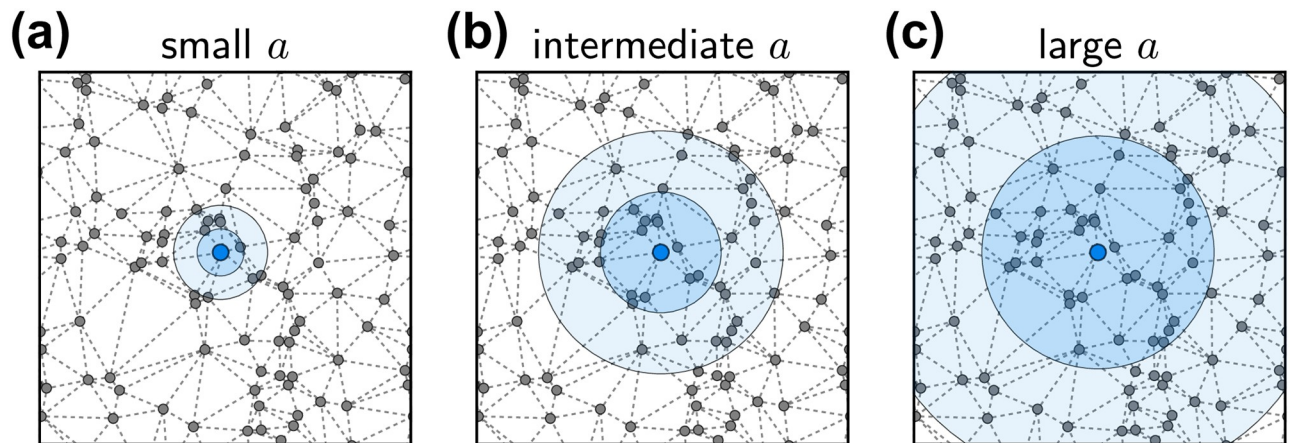 (a) small a
(b) intermediate a
(c) large a